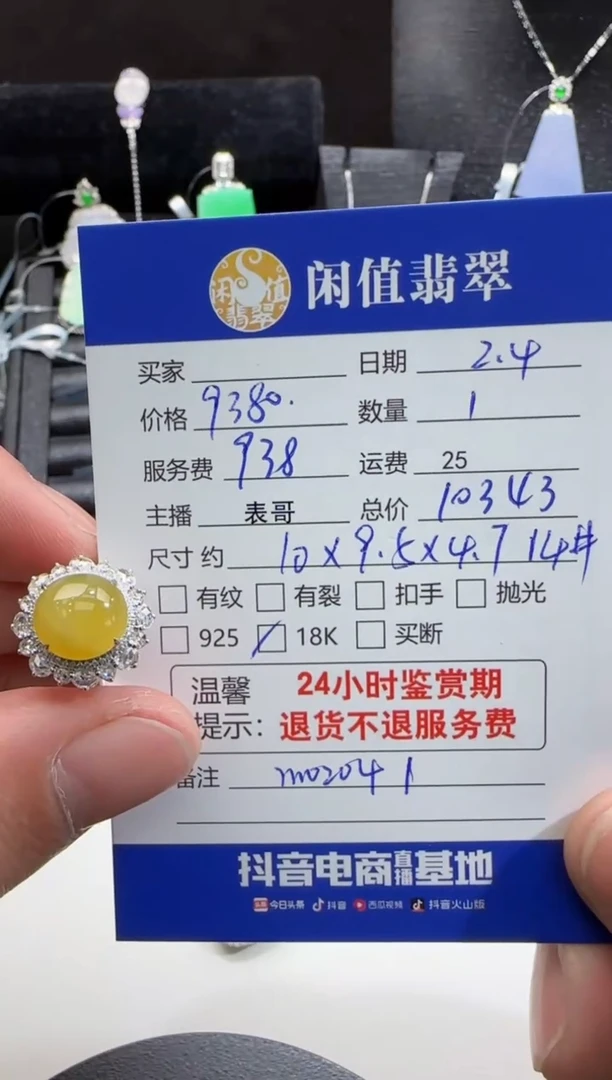 闲值翡翠
闲值翡翠
买家 日期 2.4
价格 9380. 数量 1
服务费 938 运费 25
主播 表哥 总价 10343
尺寸 约 10×9.5×4.7 14#
有纹 有裂 扣手 抛光
925 18K 买断
温馨 24小时鉴赏期
提示: 退货不退服务费
备注 m0204 1
抖音电商直播基地
头条 今日头条 抖音 西瓜视频 抖音火山版